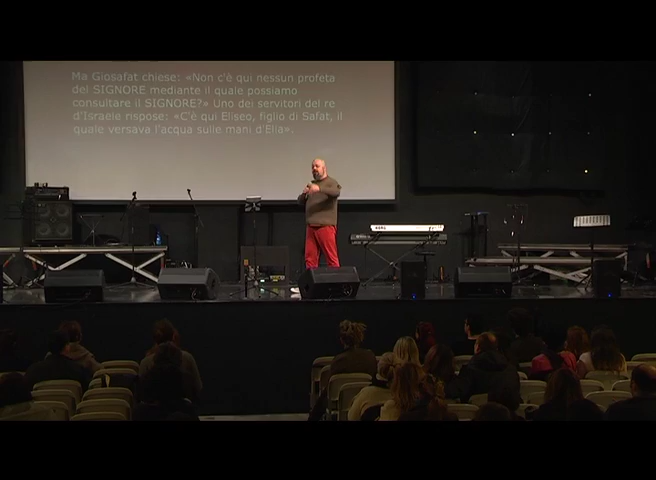 Ma Giosafat chiese: «Non c'è qui nessun profeta
del SIGNORE mediante il quale possiamo
consultare il SIGNORE?» Uno dei servitori del re
d'Israele rispose: «C'è qui Eliseo, figlio di Safat, il
quale versava l'acqua sulle mani d'Elia».
KORG